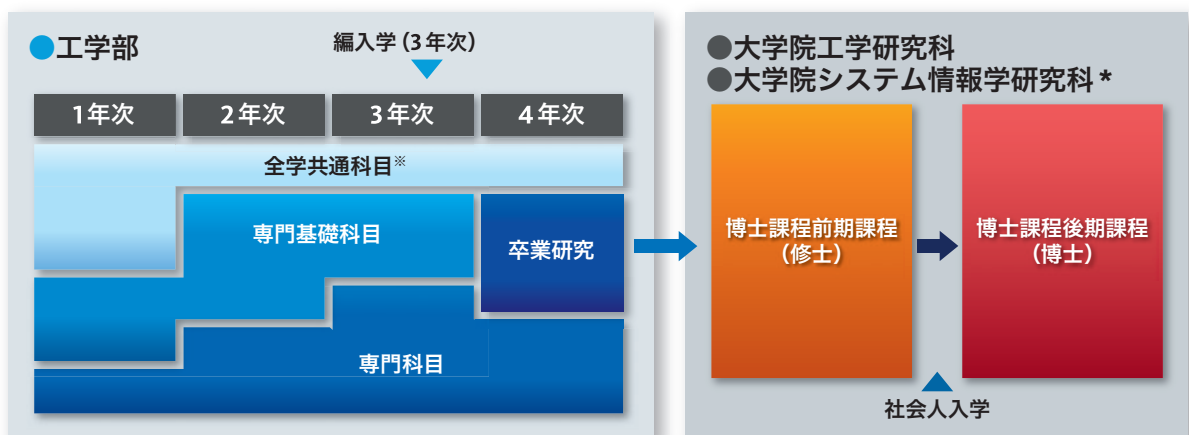 ●工学部
編入学（3年次）
1年次
2年次
3年次
4年次
全学共通科目※
専門基礎科目
卒業研究
専門科目
●大学院工学研究科
●大学院システム情報学研究科*
博士課程前期課程
（修士）
博士課程後期課程
（博士）
社会人入学